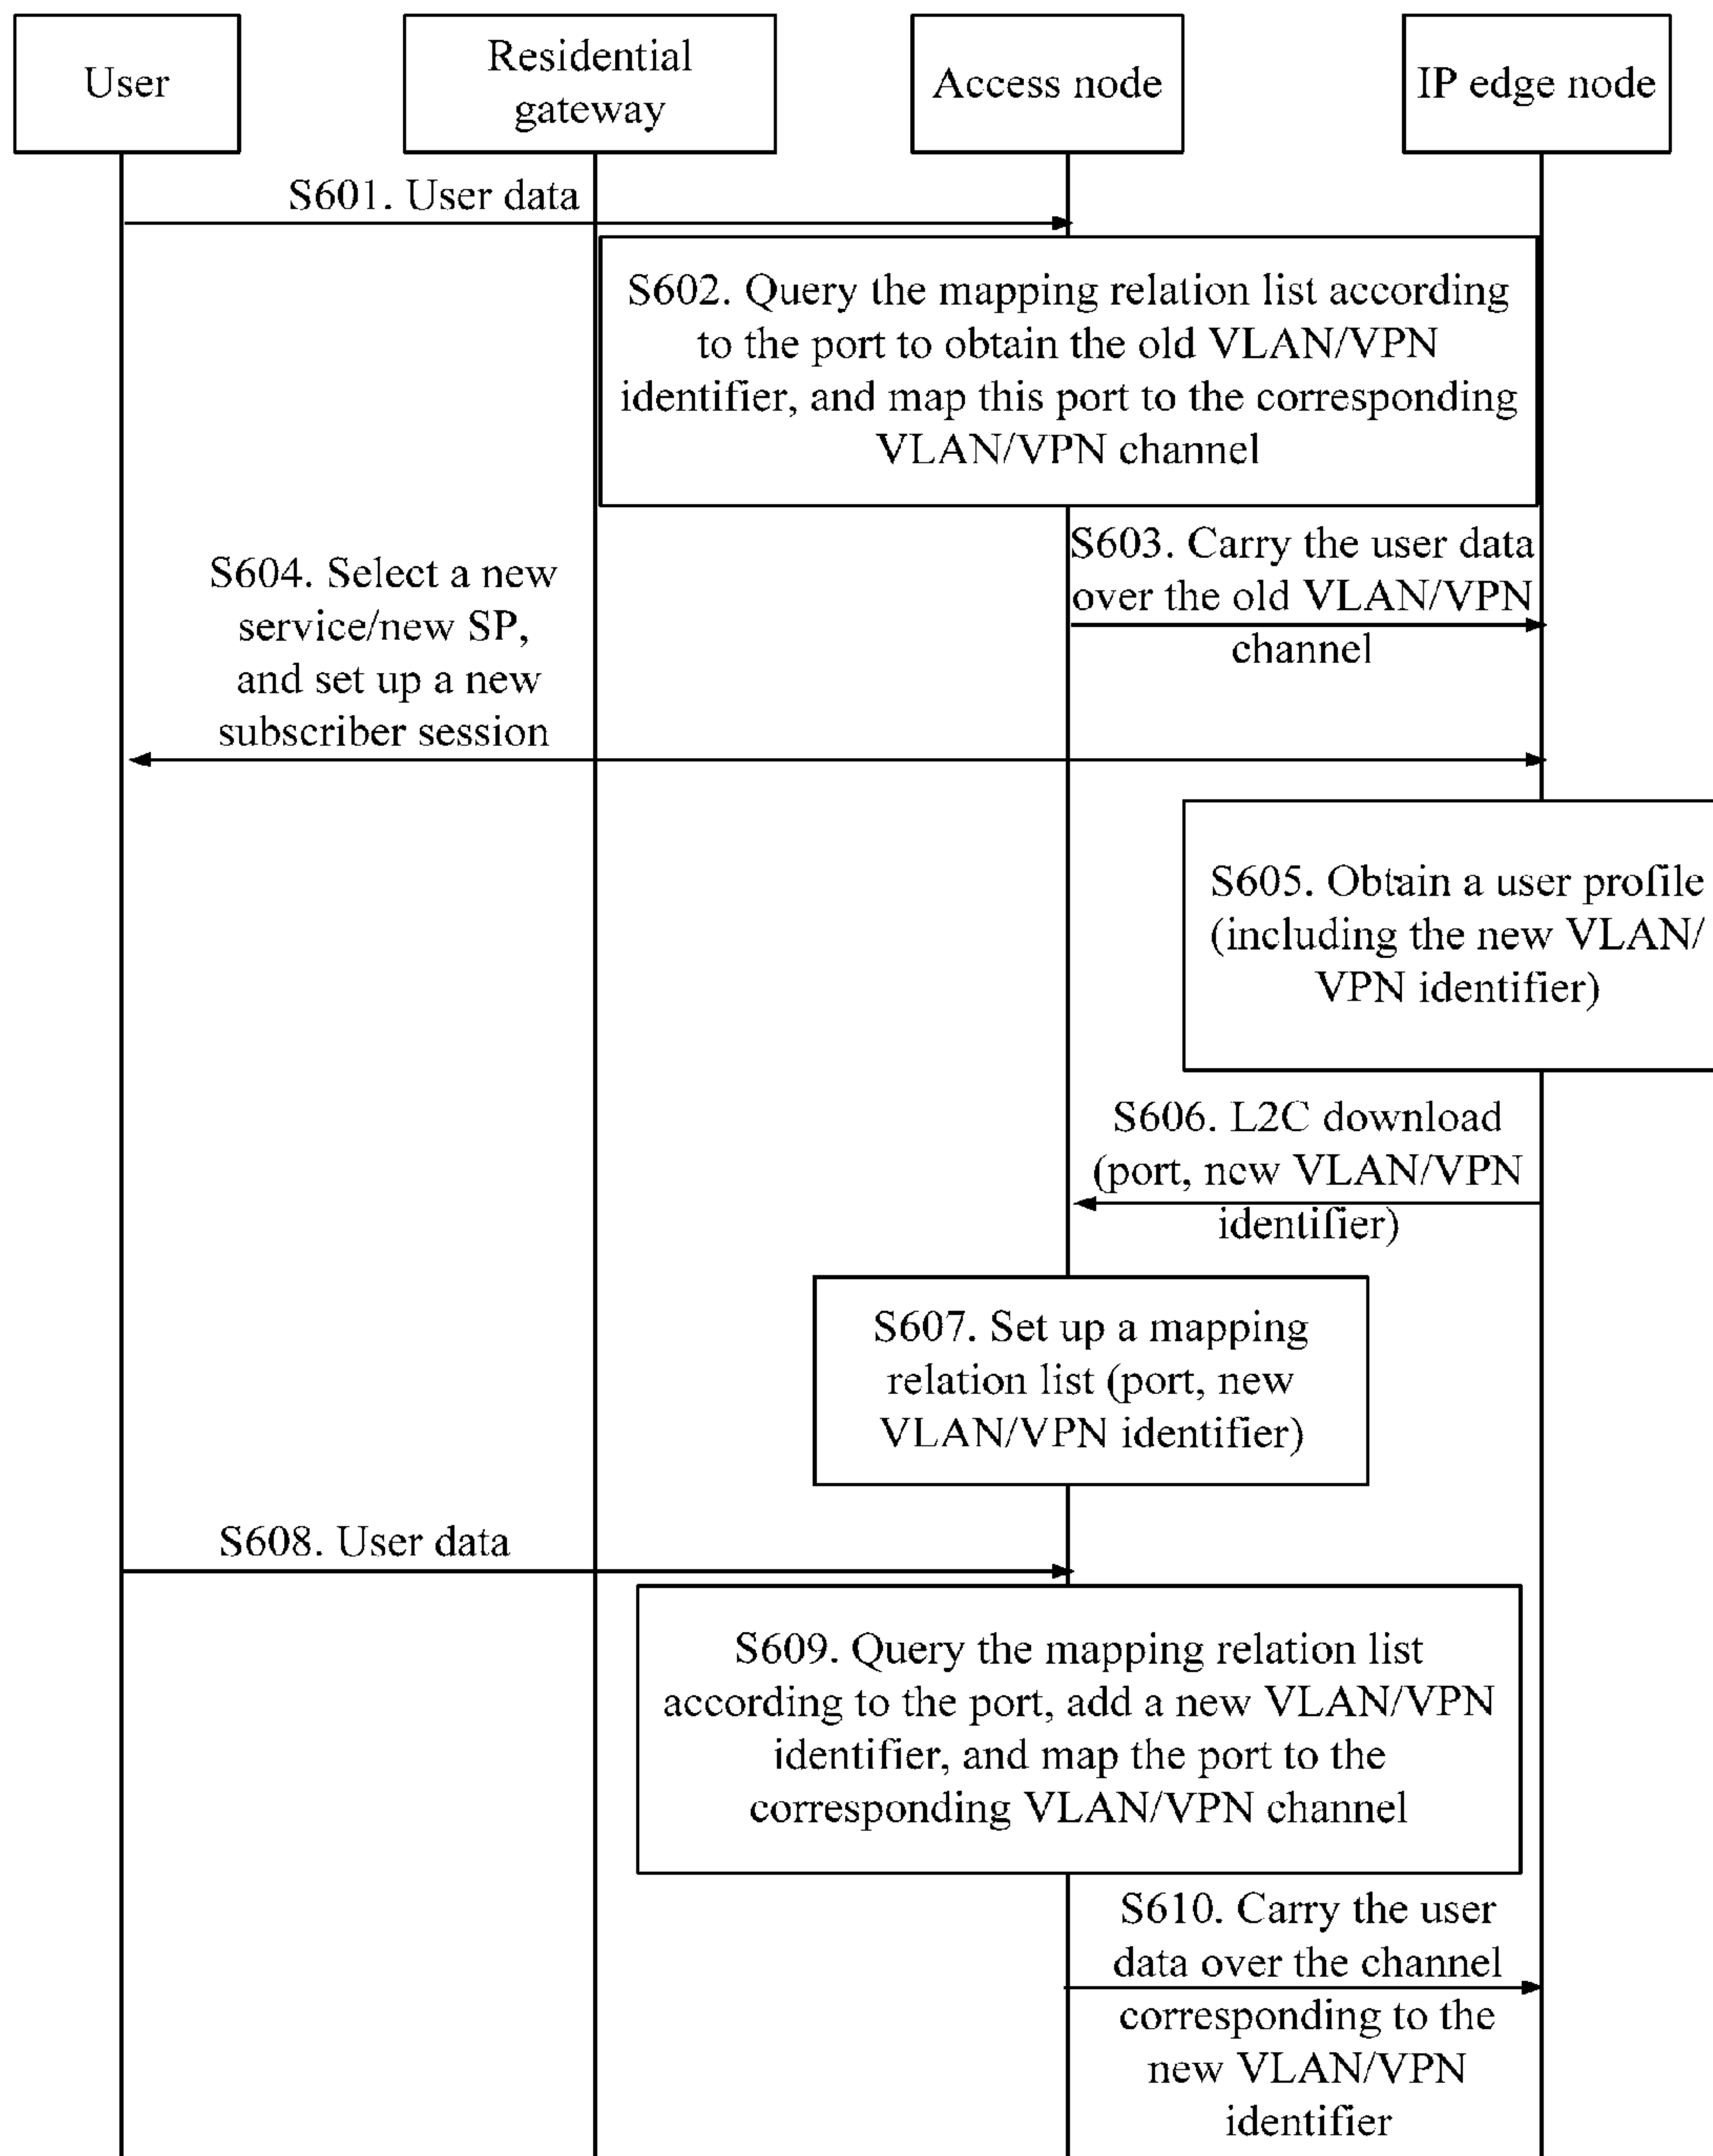 User
Residential
gateway
Access node
IP edge node
S601. User data
S602. Query the mapping relation list according
to the port to obtain the old VLAN/VPN
identifier, and map this port to the corresponding
VLAN/VPN channel
S603. Carry the user data
over the old VLAN/VPN
channel
S604. Select a new
service/new SP,
and set up a new
subscriber session
S605. Obtain a user profile
(including the new VLAN/
VPN identifier)
S606. L2C download
(port, new VLAN/VPN
identifier)
S607. Set up a mapping
relation list (port, new
VLAN/VPN identifier)
S608. User data
S609. Query the mapping relation list
according to the port, add a new VLAN/VPN
identifier, and map the port to the
corresponding VLAN/VPN channel
S610. Carry the user
data over the channel
corresponding to the
new VLAN/VPN
identifier